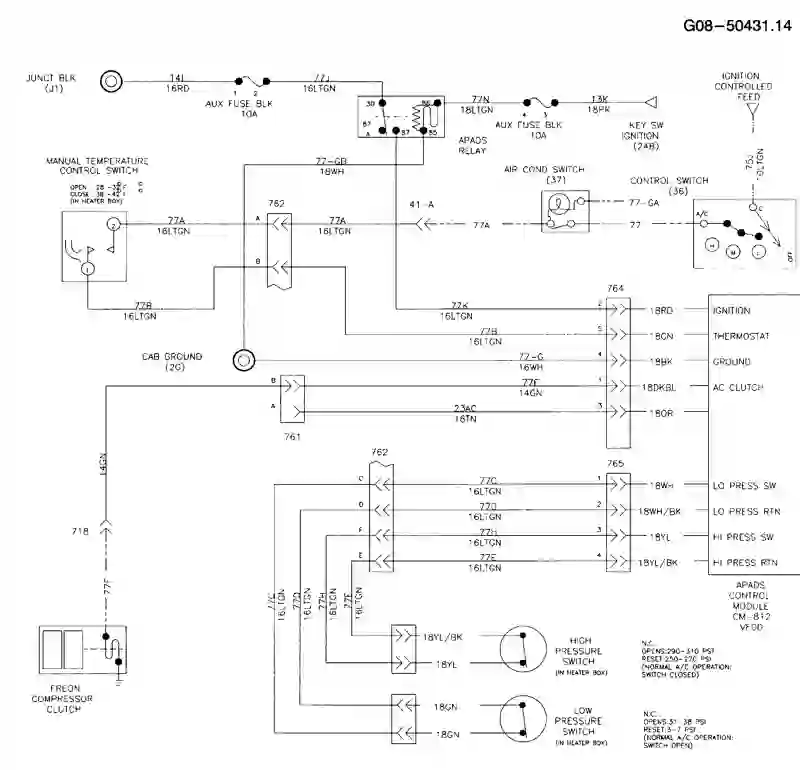 G08-50431.14
JUNCT BLK
(J1)
14L
16RD
1 2
AUX FUSE BLK
10A
77J
16LTGN
30 86
87
A 87 85
APADS
RELAY
77N
18LTGN
4 3
AUX FUSE BLK
10A
13K
18PR
KEY SW
IGNITION
(24B)
IGNITION
CONTROLLED
FEED
16LTGN
77-GB
18WH
MANUAL TEMPERATURE
CONTROL SWITCH
OPEN 28
CLOSE 38
(IN HEATER BOX)
2
1
77A
16LTGN
762
A
B
77A
16LTGN
41-A
77A
AIR COND SWITCH
(37)
77-GA
77
CONTROL SWITCH
(36)
A/C
C
H
M
OFF
77B
16LTGN
77K
16LTGN
77B
16LTGN
CAB GROUND
(2G)
77-G
16WH
77F
14GN
23AC
16TN
B
A
761
764
5
4
1
3
18RD
18GN
18BK
18DKBL
18OR
IGNITION
THERMOSTAT
GROUND
AC CLUTCH
762
C
D
F
E
77C
16LTGN
77D
16LTGN
77H
16LTGN
77E
16LTGN
765
1
2
3
4
18WH
18WH/BK
18YL
18YL/BK
LO PRESS SW
LO PRESS RTN
HI PRESS SW
HI PRESS RTN
APADS
CONTROL
MODULE
CM-812
14GN
718
77F
FREON
COMPRESSOR
CLUTCH
77C
16LTGN
77D
16LTGN
77H
16LTGN
77E
16LTGN
18YL/BK
18YL
HIGH
PRESSURE
SWITCH
(IN HEATER BOX)
N.C.
OPENS:290-310 PSI
RESET:250-270 PSI
(NORMAL A/C OPERATION:
SWITCH CLOSED)
18GN
18GN
LOW
PRESSURE
SWITCH
(IN HEATER BOX)
N.C.
OPENS:31-38 PSI
RESET:3-7 PSI
(NORMAL A/C OPERATION:
SWITCH OPEN)